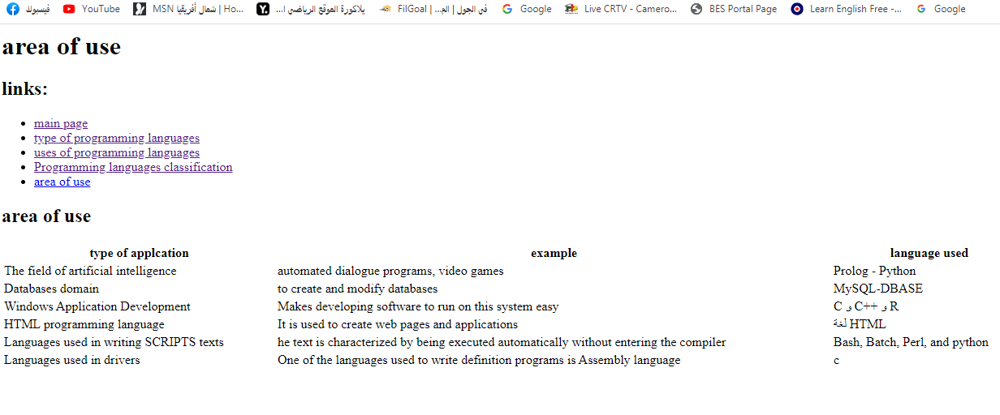 فيسبوك YouTube MSN شمال أفريقيا | Ho... يلاكورة الموقع الرياضي ا... FilGoal | في الجول | الم... Google Live CRTV - Camero... BES Portal Page Learn English Free -... Google
area of use
links:
main page
type of programming languages
uses of programming languages
Programming languages classification
area of use
area of use
type of applcation example language used
The field of artificial intelligence automated dialogue programs, video games Prolog - Python
Databases domain to create and modify databases MySQL-DBASE
Windows Application Development Makes developing software to run on this system easy C و C++ و R
HTML programming language It is used to create web pages and applications لغة HTML
Languages used in writing SCRIPTS texts he text is characterized by being executed automatically without entering the compiler Bash, Batch, Perl, and python
Languages used in drivers One of the languages used to write definition programs is Assembly language c